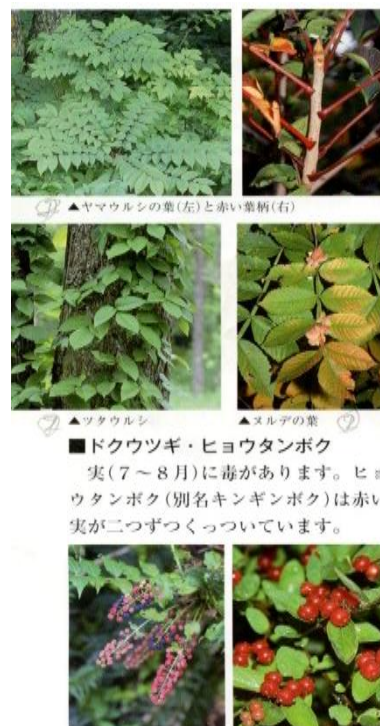 ▲ヤマウルシの葉(左)と赤い葉柄(右)
▲ツタウルシ
▲ヌルデの葉
■ドクウツギ・ヒョウタンボク
実(7～8月)に毒があります。ヒョ
ウタンボク(別名キンギンボク)は赤い
実が二つずつくっついています。